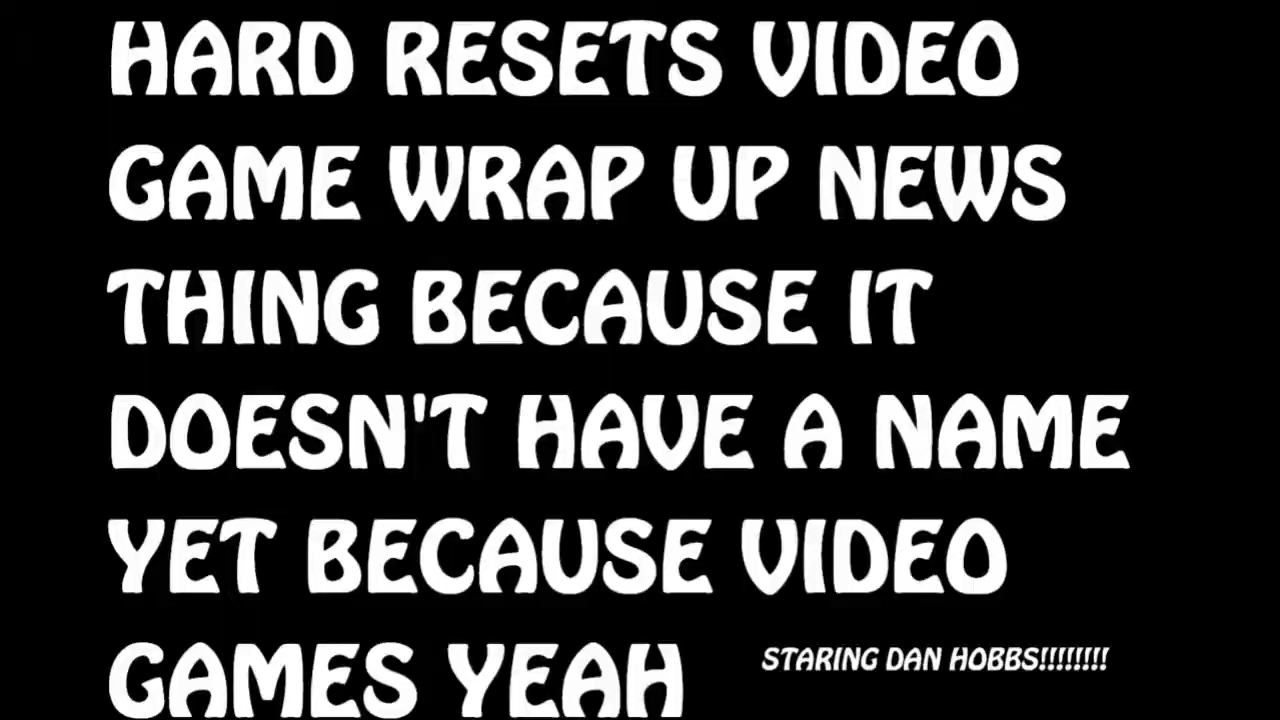 HARD RESETS VIDEO
GAME WRAP UP NEWS
THING BECAUSE IT
DOESN'T HAVE A NAME
YET BECAUSE VIDEO
GAMES YEAH
STARING DAN HOBBS!!!!!!!!